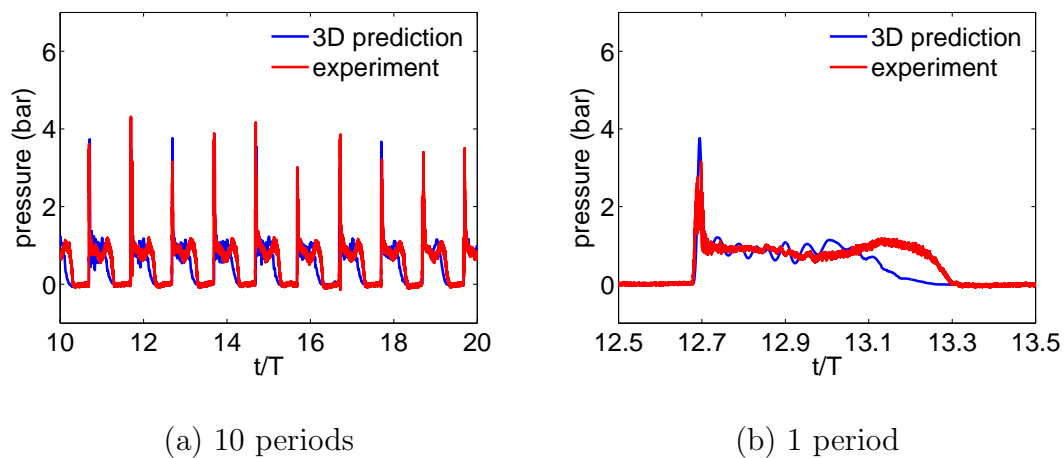 6
4
2
0
pressure (bar)
3D prediction
experiment
10 12 14 16 18 20
t/T
(a) 10 periods
6
4
2
0
pressure (bar)
3D prediction
experiment
12.5 12.7 12.9 13.1 13.3 13.5
t/T
(b) 1 period